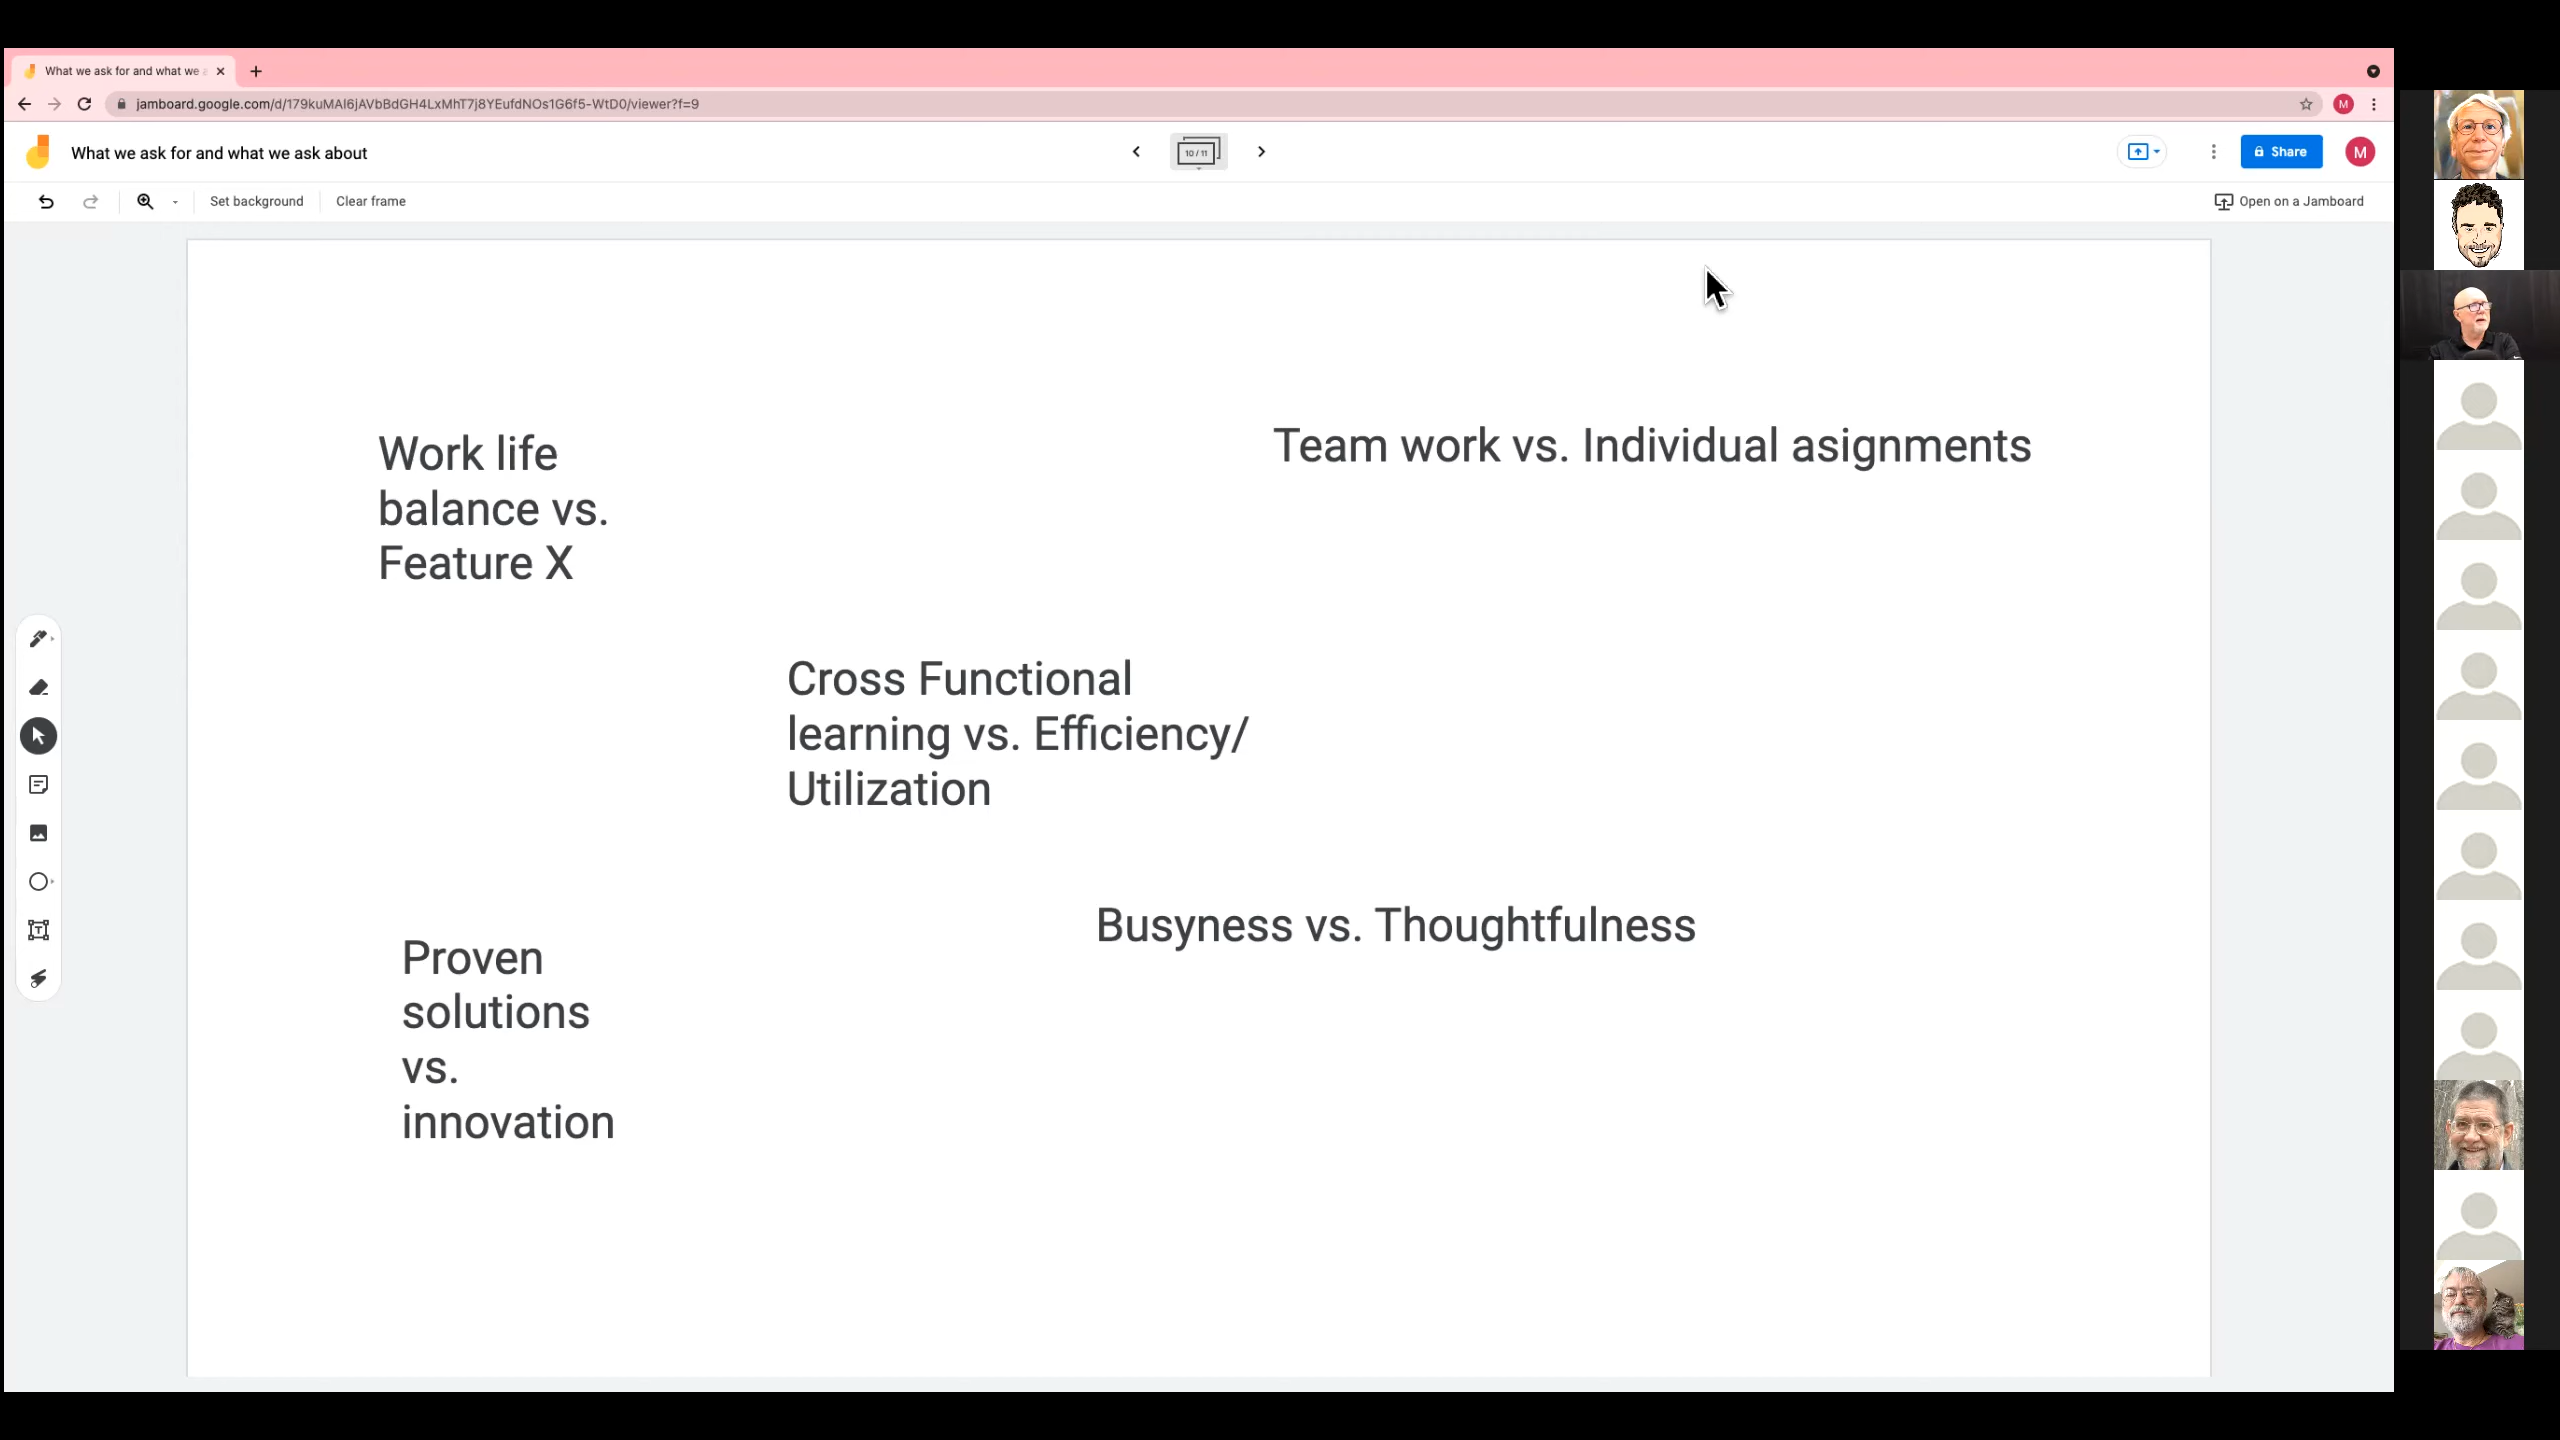 What we ask for and what we
jamboard.google.com/d/179kuMAI6jAVbBdGH4LxMhT7j8YEufdNOs1G6f5-WtD0/viewer?f=9
M
What we ask for and what we ask about
10 / 11
Share
M
Set background
Clear frame
Open on a Jamboard
Work life
balance vs.
Feature X
Team work vs. Individual asignments
Cross Functional
learning vs. Efficiency/
Utilization
Busyness vs. Thoughtfulness
Proven
solutions
vs.
innovation